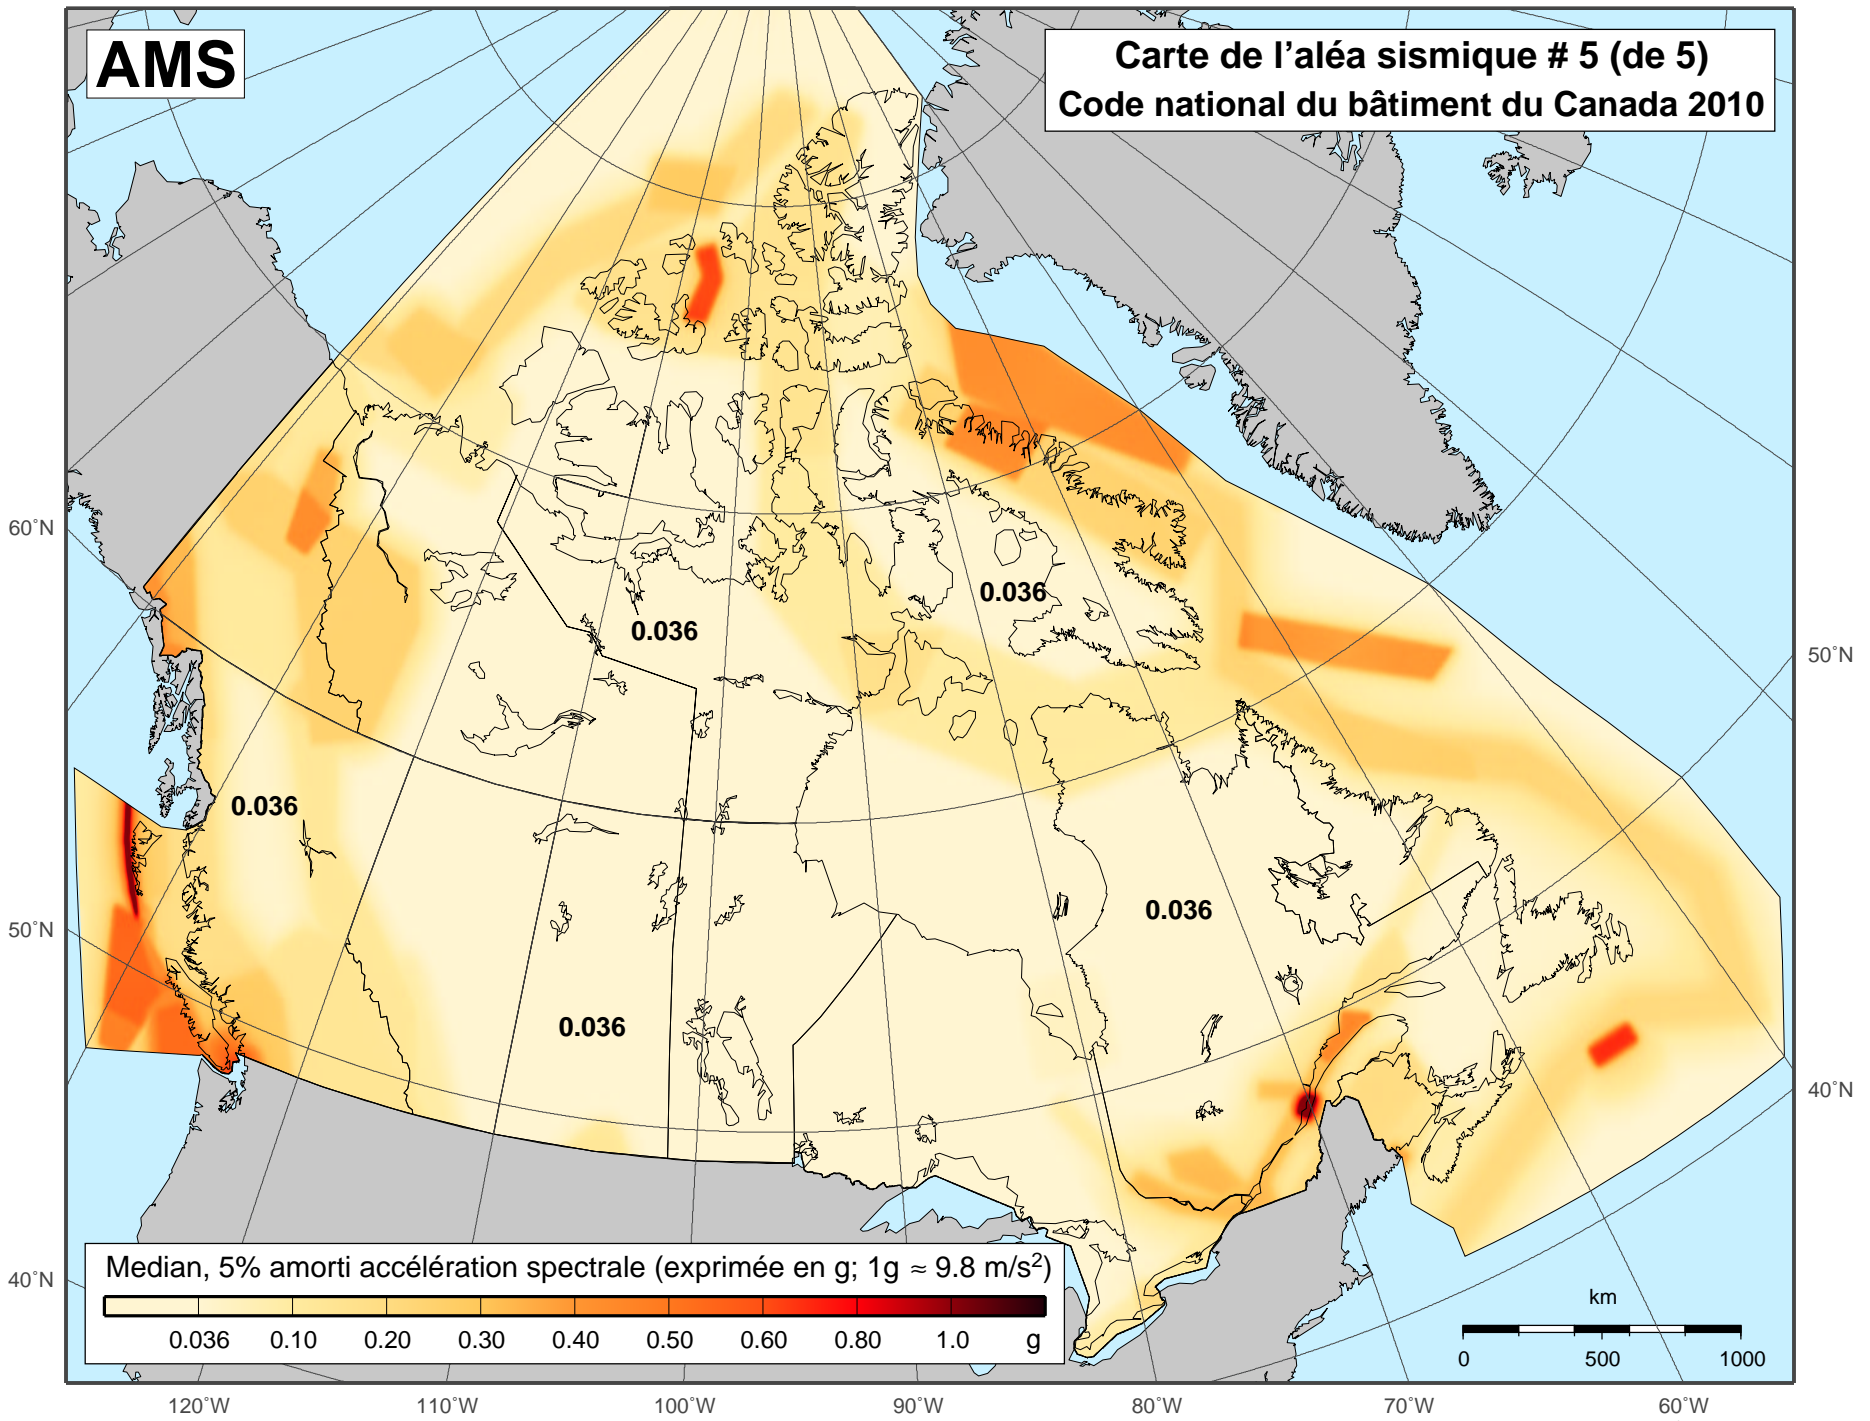 AMS
Carte de l'aléa sismique # 5 (de 5)
Code national du bâtiment du Canada 2010
60°N
50°N
40°N
50°N
40°N
0.036
0.036
0.036
0.036
0.036
Median, 5% amorti accélération spectrale (exprimée en g; 1g ≈ 9.8 m/s²)
0.036 0.10 0.20 0.30 0.40 0.50 0.60 0.80 1.0 g
km
0 500 1000
120°W 110°W 100°W 90°W 80°W 70°W 60°W